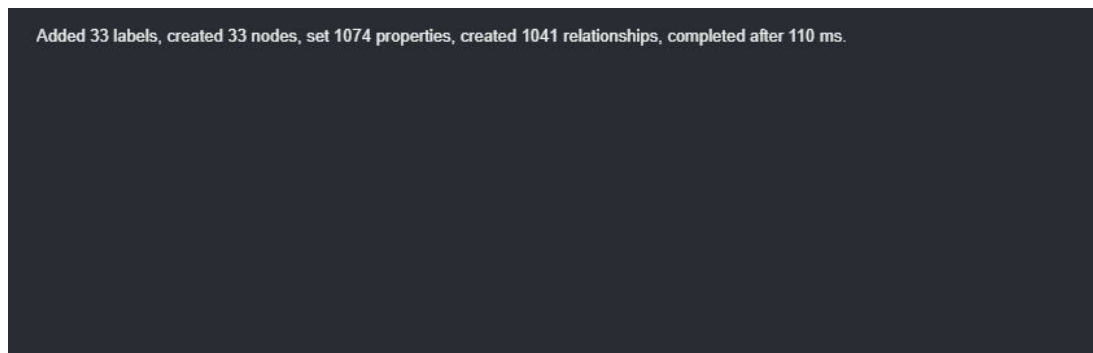 Added 33 labels, created 33 nodes, set 1074 properties, created 1041 relationships, completed after 110 ms.